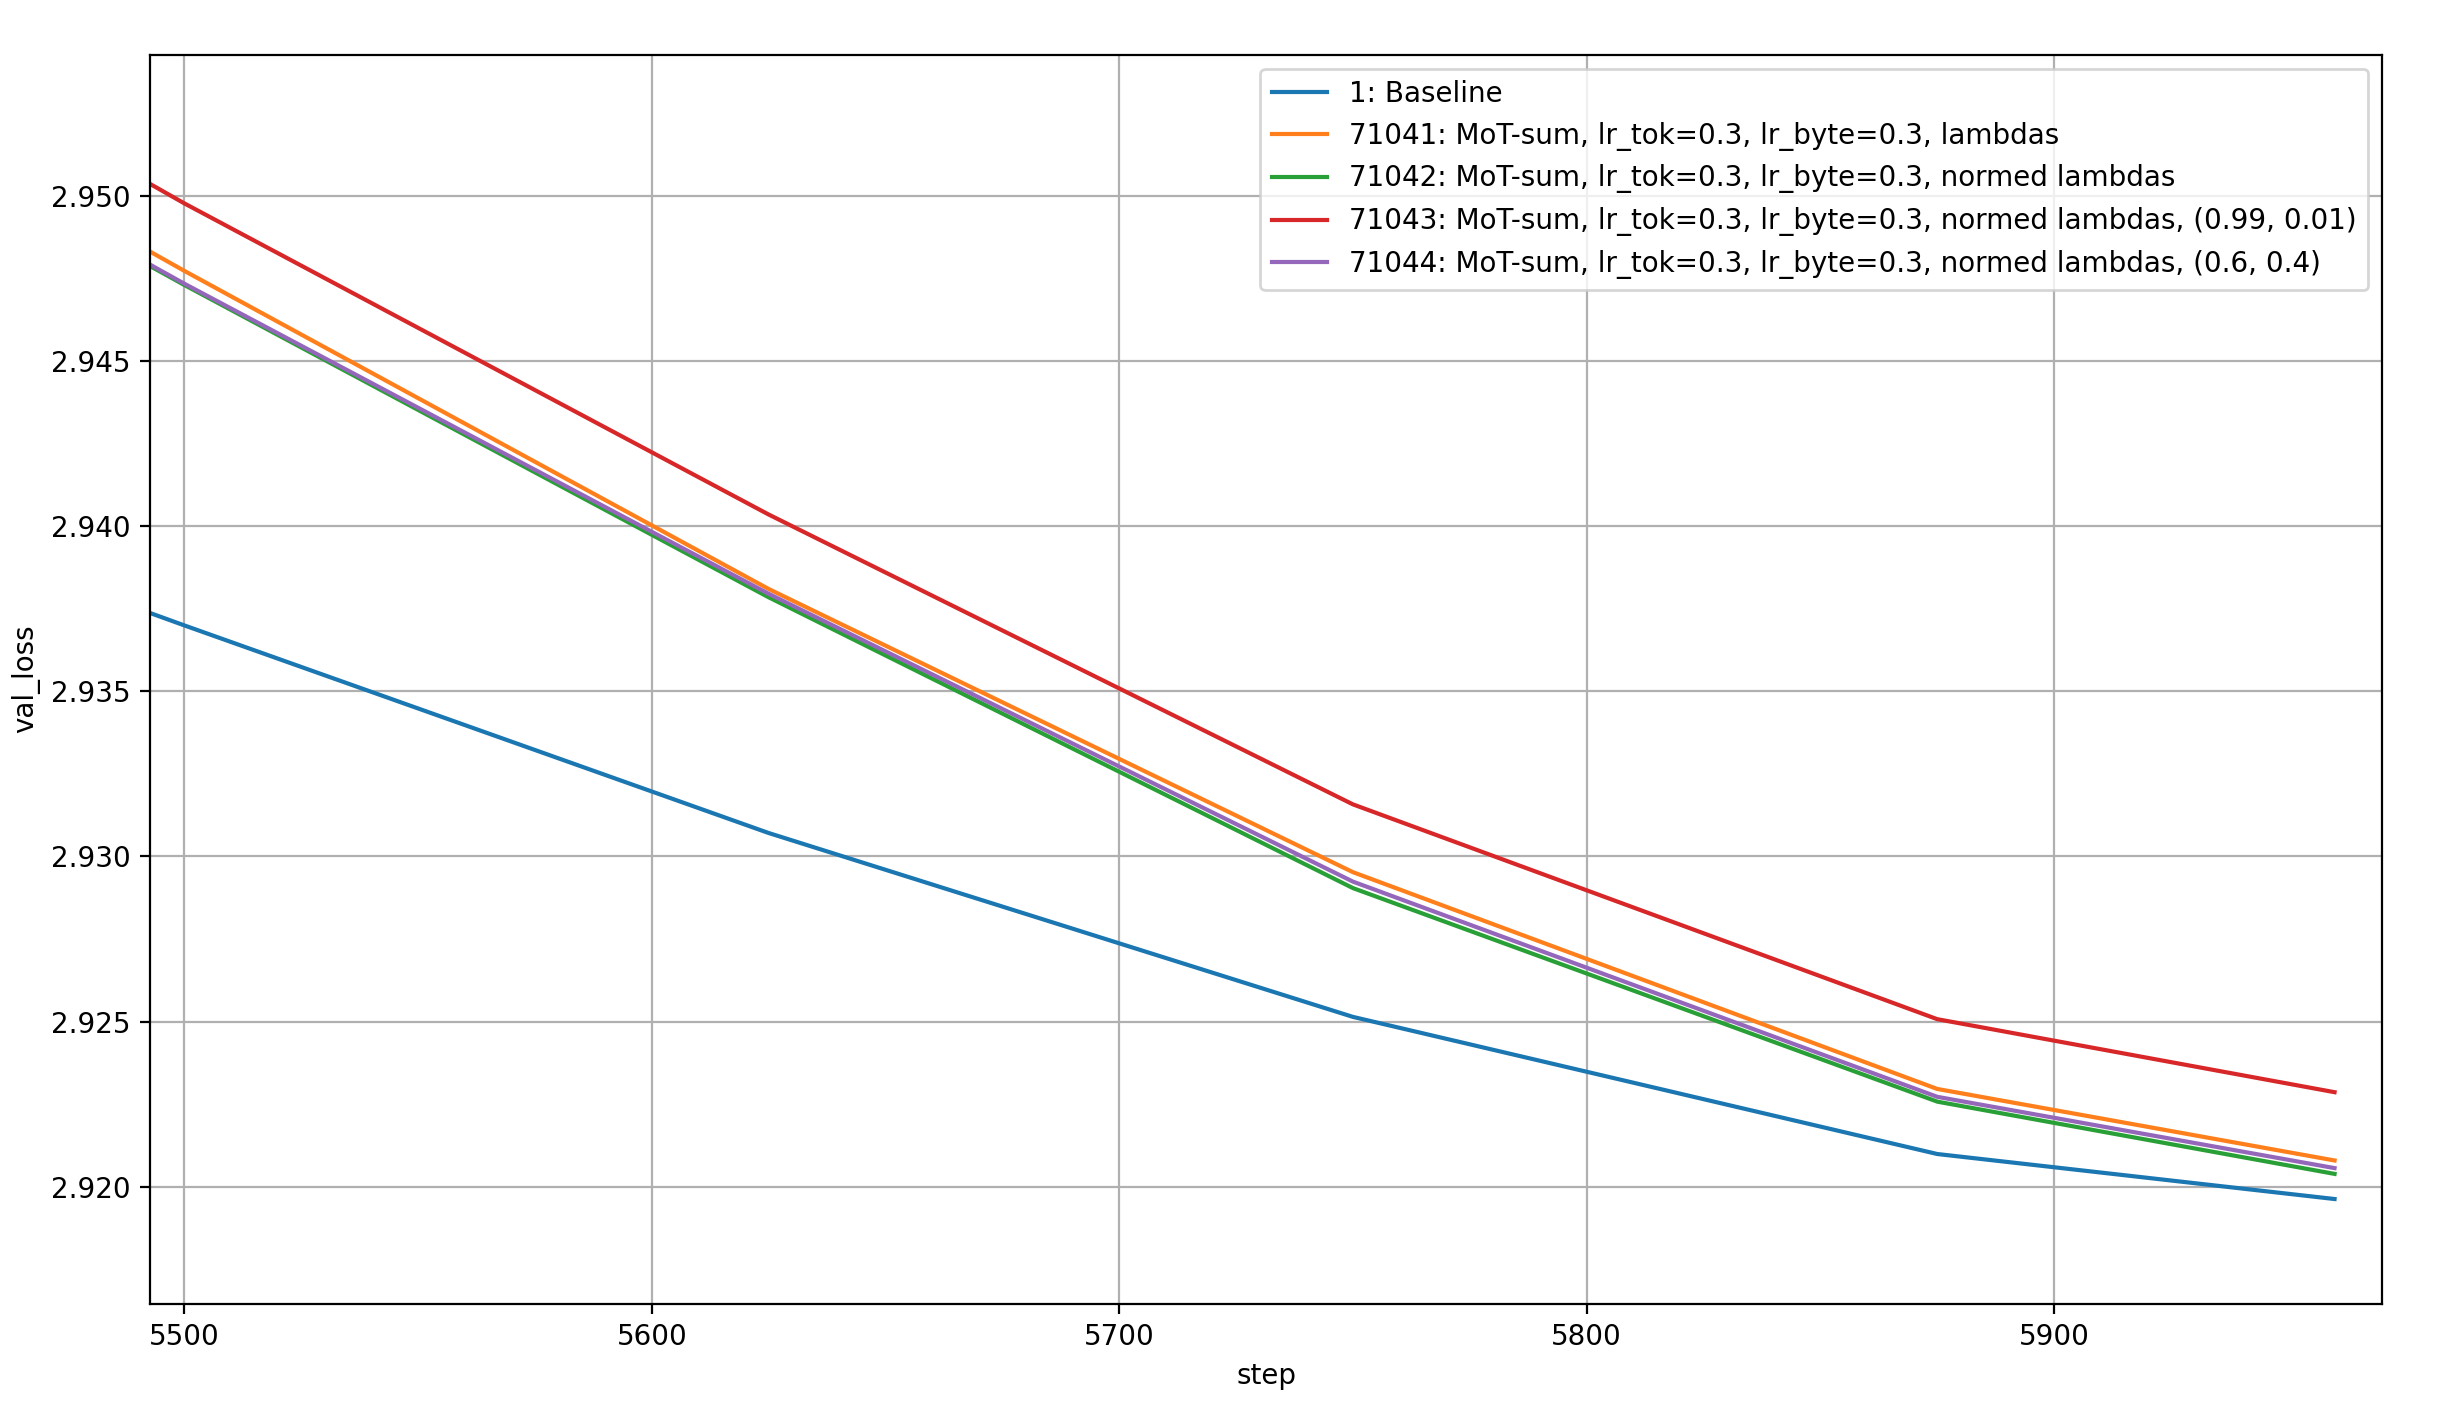 1: Baseline
71041: MoT-sum, lr_tok=0.3, lr_byte=0.3, lambdas
71042: MoT-sum, lr_tok=0.3, lr_byte=0.3, normed lambdas
71043: MoT-sum, lr_tok=0.3, lr_byte=0.3, normed lambdas, (0.99, 0.01)
71044: MoT-sum, lr_tok=0.3, lr_byte=0.3, normed lambdas, (0.6, 0.4)
2.950
2.945
2.940
2.935
2.930
2.925
2.920
val_loss
5500 5600 5700 5800 5900
step